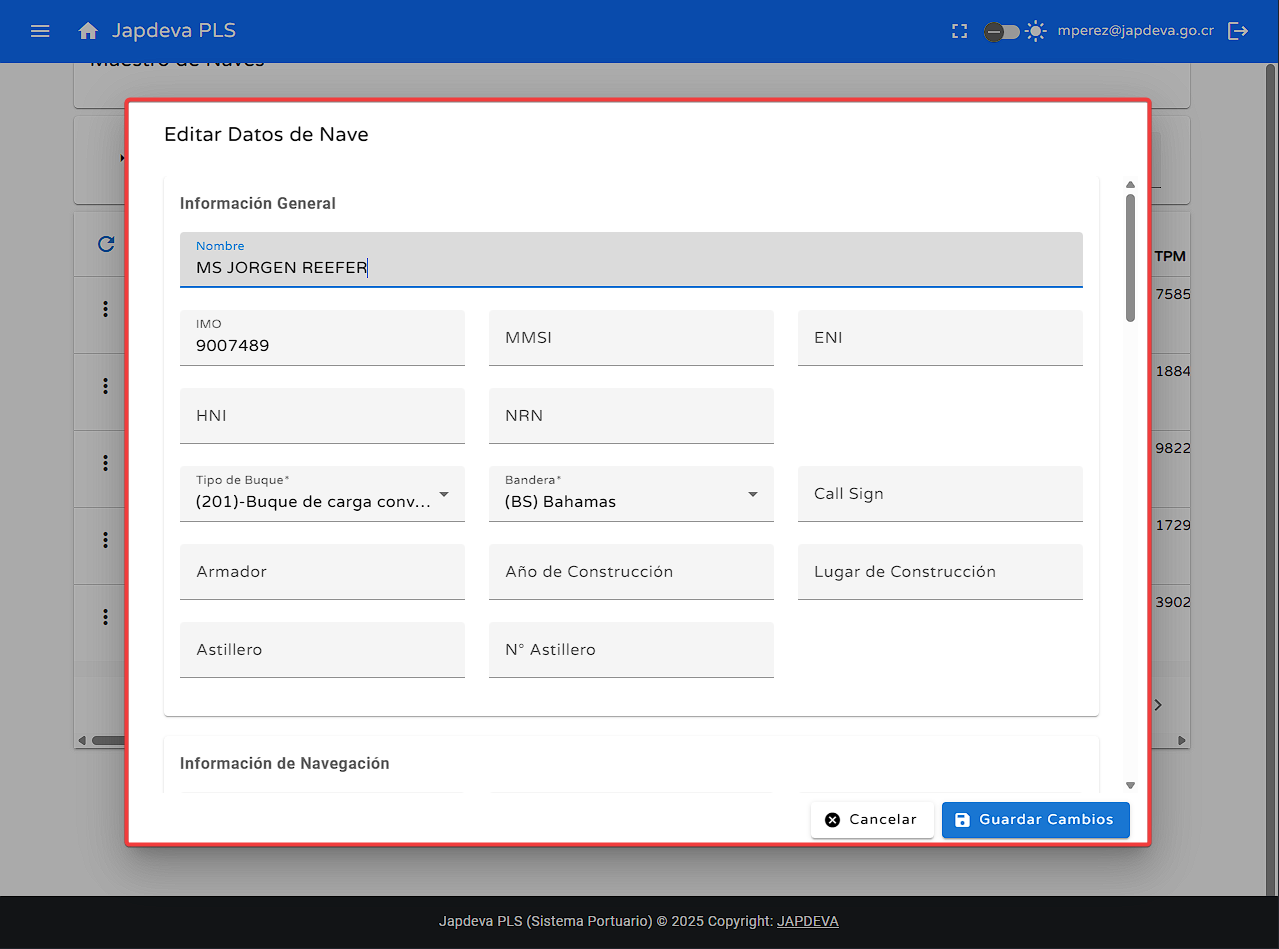 Japdeva PLS
mperez@japdeva.go.cr
Maestro de Naves
Editar Datos de Nave
Información General
Nombre
MS JORGEN REEFER
IMO
9007489
MMSI
ENI
HNI
NRN
Tipo de Buque*
(201)-Buque de carga conv...
Bandera*
(BS) Bahamas
Call Sign
Armador
Año de Construcción
Lugar de Construcción
Astillero
N° Astillero
Información de Navegación
Cancelar
Guardar Cambios
TPM
7585
1884
9822
1729
3902
Japdeva PLS (Sistema Portuario) © 2025 Copyright: JAPDEVA